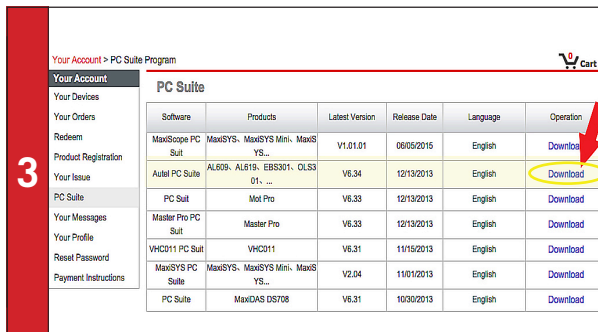 3
Your Account > PC Suite Program
0
Cart
Your Account
Your Devices
Your Orders
Redeem
Product Registration
Your Issue
PC Suite
Your Messages
Your Profile
Reset Password
Payment Instructions
PC Suite
Software Products Latest Version Release Date Language Operation
MaxiScope PC Suit MaxiSYS、MaxiSYS Mini、MaxiSYS... V1.01.01 06/05/2015 English Download
Autel PC Suite AL609、AL619、EBS301、OLS301、... V6.34 12/13/2013 English Download
PC Suit Mot Pro V6.33 12/13/2013 English Download
Master Pro PC Suit Master Pro V6.33 12/13/2013 English Download
VHC011 PC Suit VHC011 V6.31 11/15/2013 English Download
MaxiSYS PC Suite MaxiSYS、MaxiSYS Mini、MaxiSYS... V2.04 11/01/2013 English Download
PC Suite MaxiDAS DS708 V6.31 10/30/2013 English Download